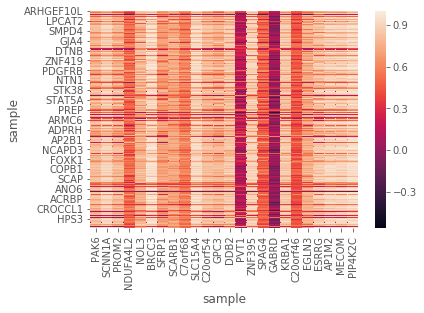 ARHGEF10L
LPCAT2
SMPD4
GJA4
DTNB
ZNF419
PDGFRB
NTN1
STK38
STAT5A
PREP
ARMC6
ADPRH
AP2B1
NCAPD3
FOXK1
COPB1
SCAP
ANO6
ACRBP
CROCCL1
HPS3
sample
0.9
0.6
0.3
0.0
−0.3
PAK6
SCNN1A
PROM2
NDUFA4L2
NOL3
BRCC3
SFRP1
SCARB1
C7orf68
SLC15A4
C20orf54
GPC3
DDB2
PVT1
ZNF395
SPAG4
GABRD
KRBA1
C20orf46
EGLN3
ESRRG
AP1M2
MECOM
PIP4K2C
sample